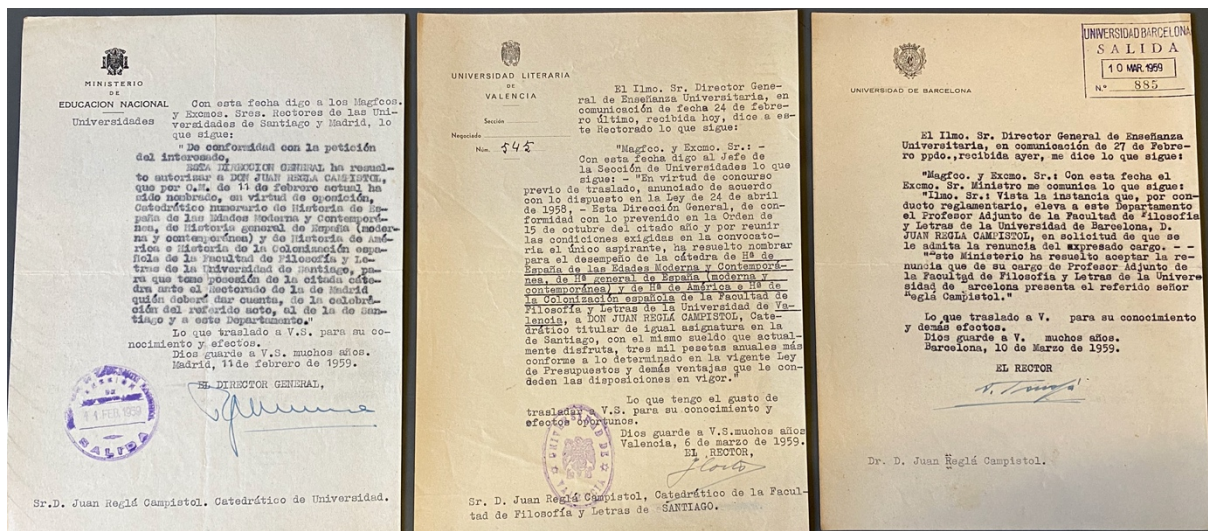 MINISTERIO
DE
EDUCACION NACIONAL
Universidades
Con esta fecha digo a los Magfcos.
y Excmos. Sres. Rectores de las Uni-
versidades de Santiago y Madrid, lo
que sigue:
"De conformidad con la petición
del interesado,
ESTA DIRECCION GENERAL ha resuel-
to autorizar a DON JUAN REGLA CAMPISTOL,
que por O.M. de 11 de febrero actual ha
sido nombrado, en virtud de oposición,
Catedrático numerario de Historia de Es-
paña de las Edades Moderna y Contemporá-
nea, de Historia general de España (moder-
na y contemporánea) y de Historia de Amé-
rica e Historia de la Colonización espa-
ñola de la Facultad de Filosofía y Le-
tras de la Universidad de Santiago, pa-
ra que tome posesión de la citada cáte-
dra ante el Rectorado de la de Madrid
quién deberá dar cuenta, de la celebra-
ción del referido acto, al de la de San-
tiago y a este Departamento."
Lo que traslado a V.S. para su co-
nocimiento y efectos.
Dios guarde a V.S. muchos años.
Madrid, 11 de febrero de 1959.
EL DIRECTOR GENERAL,
FEB. 1959
SALIDA
Sr.D. Juan Reglá Campistol. Catedrático de Universidad.
UNIVERSIDAD LITERARIA
DE
VALENCIA
Sección
Negociado
Núm. 545
El Ilmo. Sr. Director Gene-
ral de Enseñanza Universitaria, en
comunicación de fecha 24 de febre-
ro último, recibida hoy, dice a es-
te Rectorado lo que sigue:
"Magfco. y Excmo. Sr.: -
Con esta fecha digo al Jefe de
la Sección de Universidades lo que
sigue: - "En virtud de concurso
previo de traslado, anunciado de acuerdo
con lo dispuesto en la Ley de 24 de abril
de 1958, - Esta Dirección General, de con-
formidad con lo prevenido en la Orden de
15 de octubre del citado año y por reunir
las condiciones exigidas en la convocato-
ria el único aspirante, ha resuelto nombrar
para el desempeño de la cátedra de Hª de
España de las Edades Moderna y Contemporá-
nea, de Hª general de España (moderna y
contemporánea) y de Hª de América e Hª de
la Colonización española de la Facultad de
Filosofía y Letras de la Universidad de Va-
lencia, a DON JUAN REGLÁ CAMPISTOL, Cate-
drático titular de igual asignatura en la
de Santiago, con el mismo sueldo que actual-
mente disfruta, tres mil pesetas anuales más
conforme a lo determinado en la vigente Ley
de Presupuestos y demás ventajas que le con-
ceden las disposiciones en vigor."
Lo que tengo el gusto de
trasladar a V.S. para su conocimiento y
efectos oportunos.
Dios guarde a V.S.muchos años
Valencia, 6 de marzo de 1959.
EL RECTOR,
UNIVERSIDAD DE VALENCIA
Sr. D. Juan Reglá Campistol, Catedrático de la Facul-
tad de Filosofía y Letras de SANTIAGO.
UNIVERSIDAD BARCELONA
SALIDA
10 MAR. 1959
N.º 885
UNIVERSIDAD DE BARCELONA
El Ilmo. Sr. Director General de Enseñanza
Universitaria, en comunicación de 27 de Febre-
ro ppdo.,recibida ayer, me dice lo que sigue:
"Magfco. y Excmo. Sr.: Con esta fecha el
Excmo. Sr. Ministro me comunica lo que sigue:
"Ilmo. Sr.: Vista la instancia que, por con-
ducto reglamentario, eleva a este Departamento
el Profesor Adjunto de la Facultad de Filosofía
y Letras de la Universidad de Barcelona, D.
JUAN REGLA CAMPISTOL, en solicitud de que se
le admita la renuncia del expresado cargo. - -
"Este Ministerio ha resuelto aceptar la re-
nuncia que de su cargo de Profesor Adjunto de
la Facultad de Filosofía y Letras de la Univer-
sidad de Barcelona presenta el referido señor
Reglá Campistol."
Lo que traslado a V. para su conocimiento
y demás efectos.
Dios guarde a V. muchos años.
Barcelona, 10 de Marzo de 1959.
EL RECTOR
Dr. D. Juan Reglá Campistol.